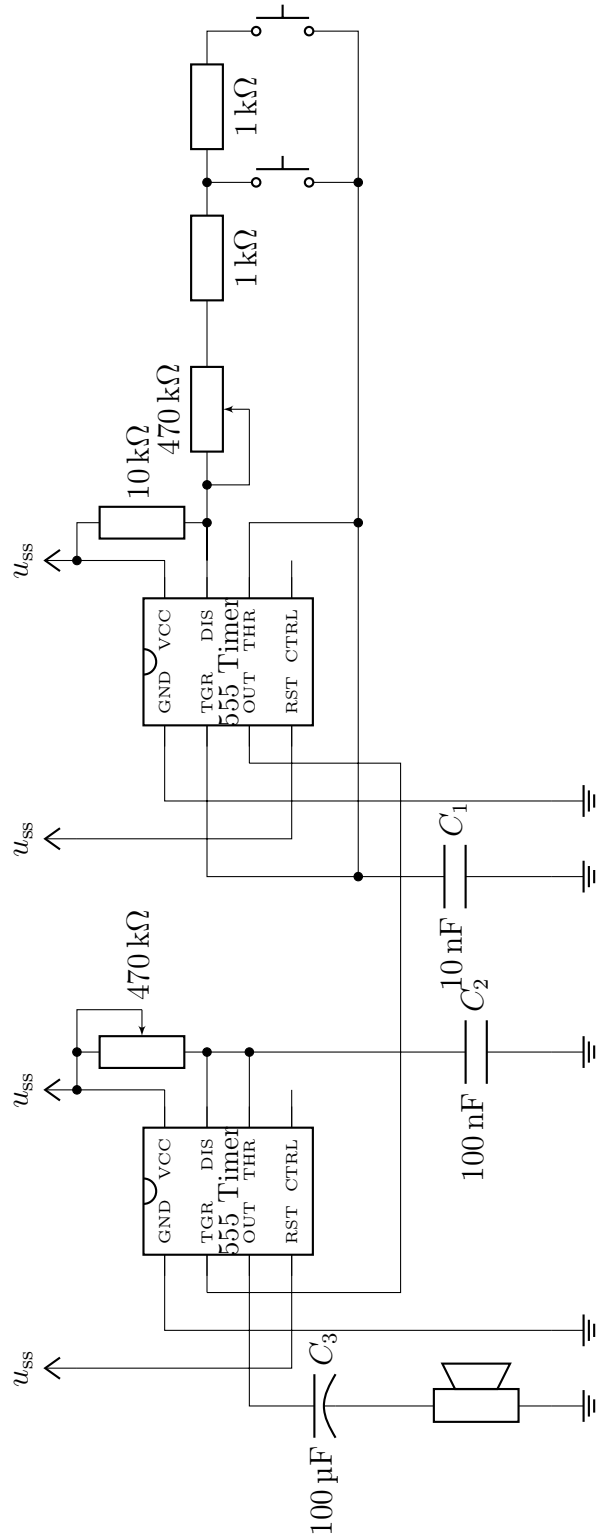 1 kΩ
1 kΩ
470 kΩ
10 kΩ
u_ss
GND VCC
TGR DIS
555 Timer
OUT THR
RST CTRL
u_ss
C_1
10 nF
470 kΩ
u_ss
C_2
100 nF
GND VCC
TGR DIS
555 Timer
OUT THR
RST CTRL
u_ss
C_3
100 µF